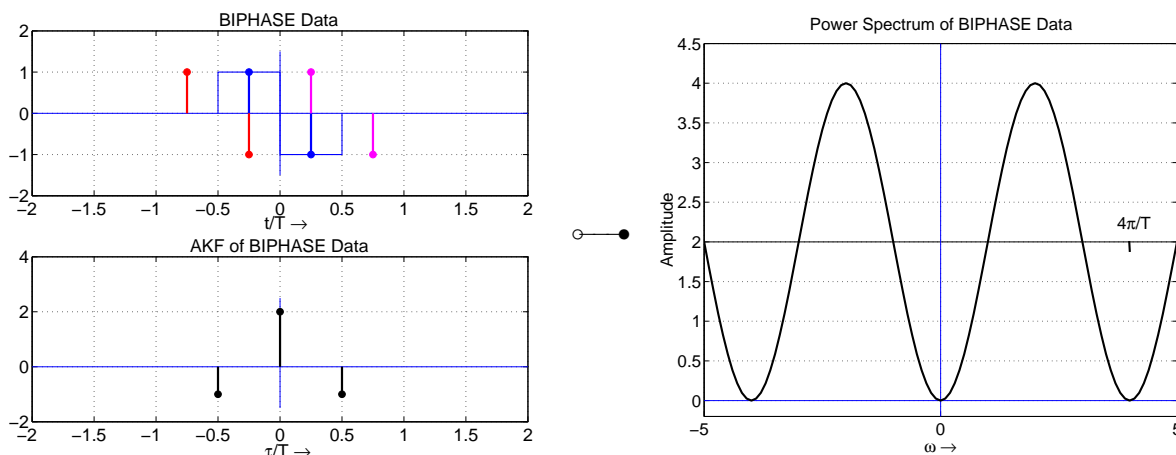 BIPHASE Data
2
1
0
−1
−2
−2 −1.5 −1 −0.5 0 0.5 1 1.5 2
t/T →
AKF of BIPHASE Data
4
2
0
−2
−2 −1.5 −1 −0.5 0 0.5 1 1.5 2
τ/T →
Power Spectrum of BIPHASE Data
4.5
4
3.5
3
2.5
2
1.5
1
0.5
0
Amplitude
4π/T
−5 0 5
ω →